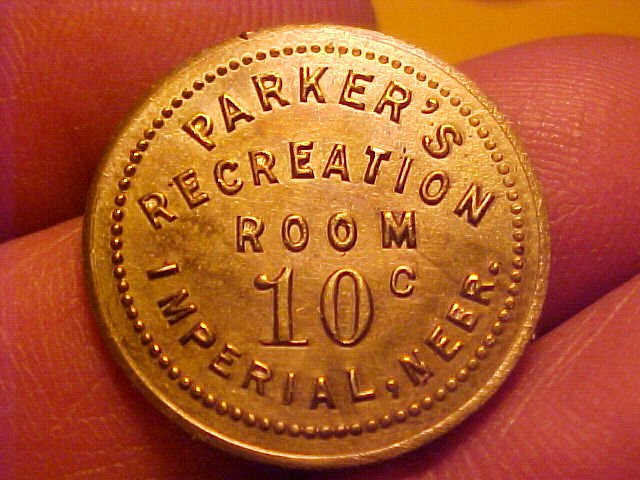 PARKER'S
RECREATION
ROOM
10¢
IMPERIAL, NEBR.